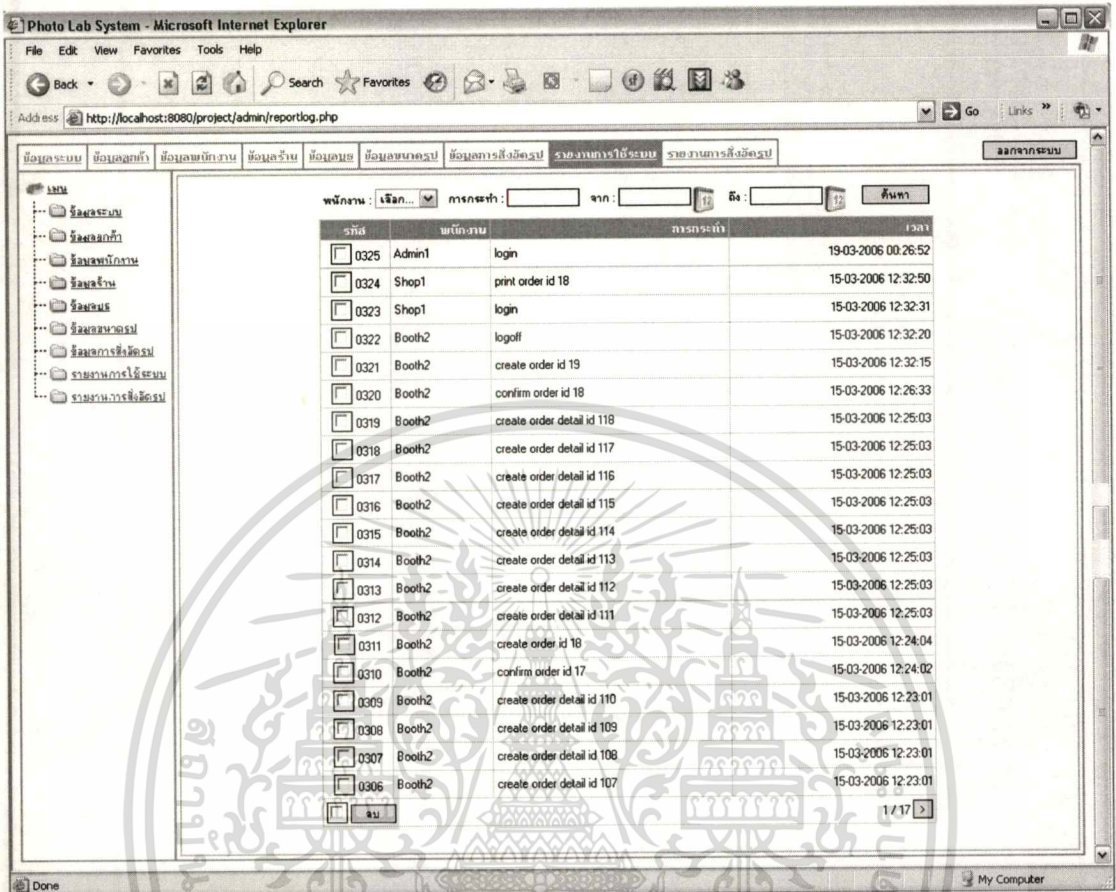 Photo Lab System - Microsoft Internet Explorer
File Edit View Favorites Tools Help
Back Search Favorites
Address http://localhost:8080/project/admin/reportlog.php Go Links »
ข้อมูลระบบ ข้อมูลลูกค้า ข้อมูลพนักงาน ข้อมูลร้าน ข้อมูลบูธ ข้อมูลขนาดรูป ข้อมูลการสั่งอัดรูป รายงานการใช้ระบบ รายงานการสั่งอัดรูป ออกจากระบบ
เมนู
ข้อมูลระบบ
ข้อมูลลูกค้า
ข้อมูลพนักงาน
ข้อมูลร้าน
ข้อมูลบูธ
ข้อมูลขนาดรูป
ข้อมูลการสั่งอัดรูป
รายงานการใช้ระบบ
รายงานการสั่งอัดรูป
พนักงาน : เลือก... การกระทำ : จาก : 12 ถึง : 12 ค้นหา
รหัส พนักงาน การกระทำ เวลา
0325 Admin1 login 19-03-2006 00:26:52
0324 Shop1 print order id 18 15-03-2006 12:32:50
0323 Shop1 login 15-03-2006 12:32:31
0322 Booth2 logoff 15-03-2006 12:32:20
0321 Booth2 create order id 19 15-03-2006 12:32:15
0320 Booth2 confirm order id 18 15-03-2006 12:26:33
0319 Booth2 create order detail id 118 15-03-2006 12:25:03
0318 Booth2 create order detail id 117 15-03-2006 12:25:03
0317 Booth2 create order detail id 116 15-03-2006 12:25:03
0316 Booth2 create order detail id 115 15-03-2006 12:25:03
0315 Booth2 create order detail id 114 15-03-2006 12:25:03
0314 Booth2 create order detail id 113 15-03-2006 12:25:03
0313 Booth2 create order detail id 112 15-03-2006 12:25:03
0312 Booth2 create order detail id 111 15-03-2006 12:25:03
0311 Booth2 create order id 18 15-03-2006 12:24:04
0310 Booth2 confirm order id 17 15-03-2006 12:24:02
0309 Booth2 create order detail id 110 15-03-2006 12:23:01
0308 Booth2 create order detail id 109 15-03-2006 12:23:01
0307 Booth2 create order detail id 108 15-03-2006 12:23:01
0306 Booth2 create order detail id 107 15-03-2006 12:23:01
ลบ 1 / 17 >
Done My Computer